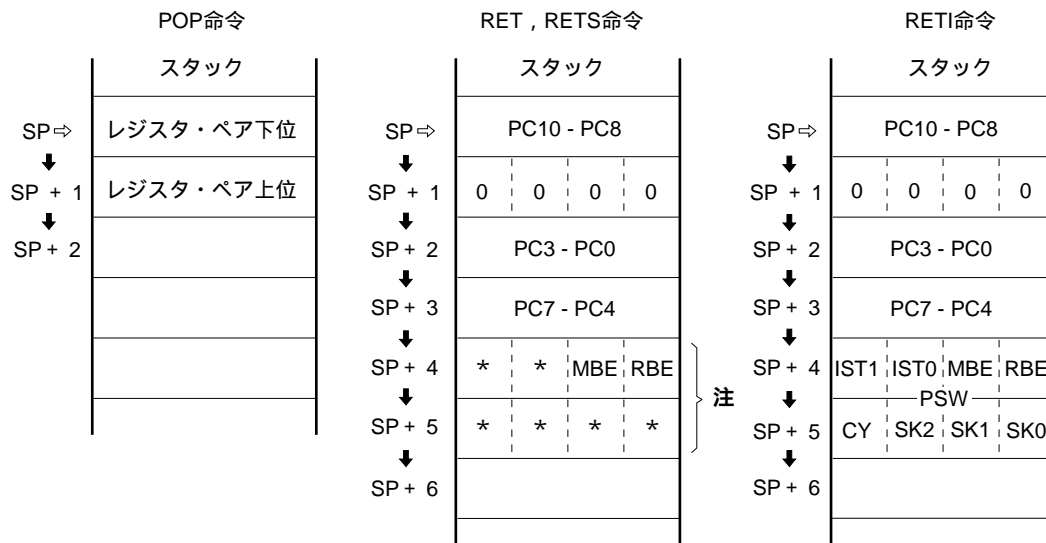 POP命令
スタック
SP⇨ レジスタ・ペア下位
SP + 1 レジスタ・ペア上位
SP + 2
RET , RETS命令
スタック
SP⇨ PC10 - PC8
SP + 1 0 0 0 0
SP + 2 PC3 - PC0
SP + 3 PC7 - PC4
SP + 4 * * MBE RBE
SP + 5 * * * *
注
SP + 6
RETI命令
スタック
SP⇨ PC10 - PC8
SP + 1 0 0 0 0
SP + 2 PC3 - PC0
SP + 3 PC7 - PC4
SP + 4 IST1 IST0 MBE RBE
PSW
SP + 5 CY SK2 SK1 SK0
SP + 6